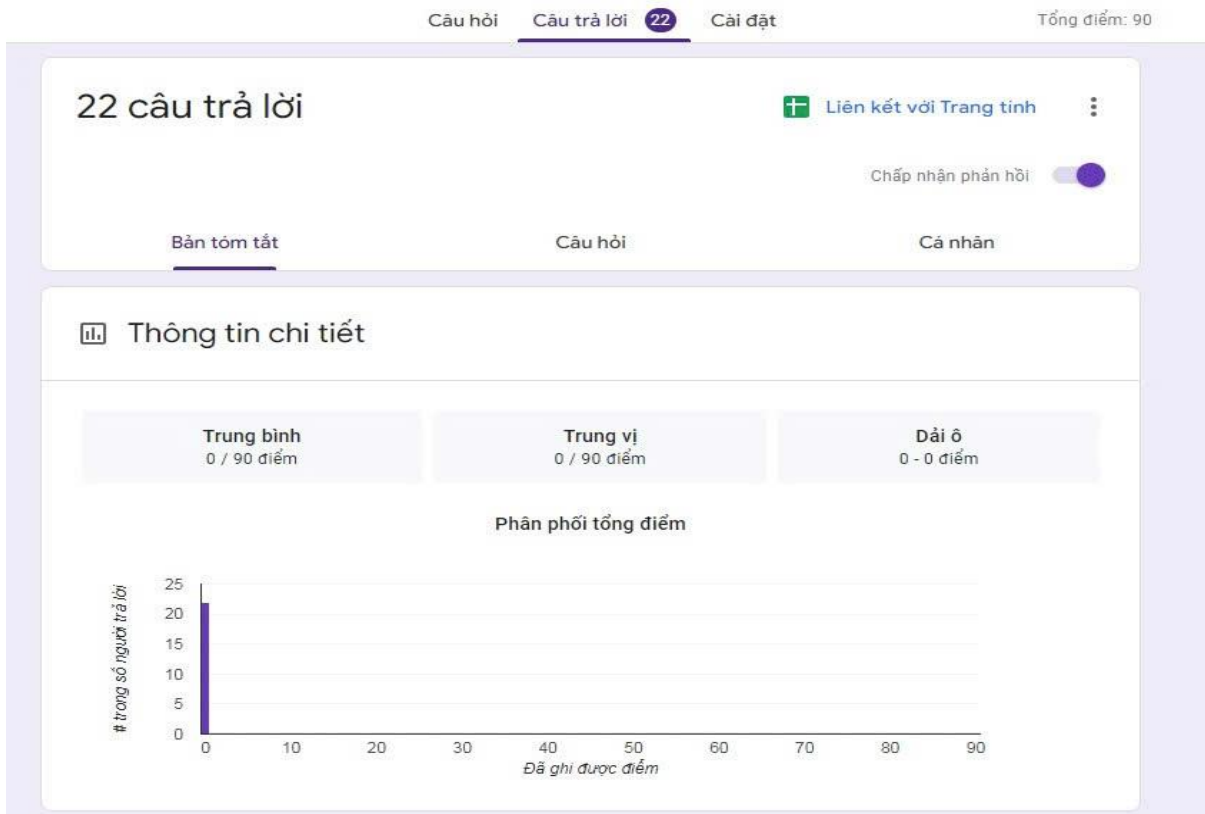 Câu hỏi Câu trả lời 22 Cài đặt Tổng điểm: 90
22 câu trả lời
Liên kết với Trang tính
Chấp nhận phản hồi
Bản tóm tắt Câu hỏi Cá nhân
Thông tin chi tiết
Trung bình Trung vị Dải ô
0 / 90 điểm 0 / 90 điểm 0 - 0 điểm
Phân phối tổng điểm
# trong số người trả lời
25
20
15
10
5
0
0 10 20 30 40 50 60 70 80 90
Đã ghi được điểm